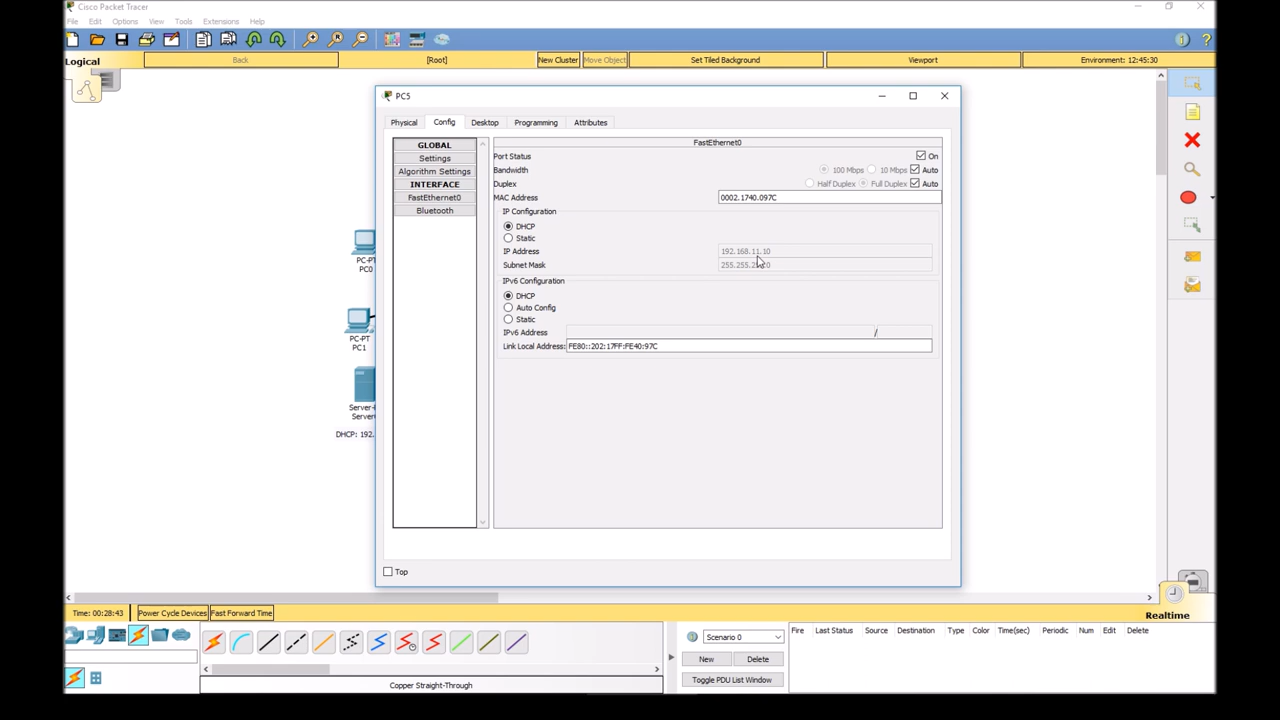 Cisco Packet Tracer
File Edit Options View Tools Extensions Help
Logical Back [Root] New Cluster Move Object Set Tiled Background Viewport Environment: 12:45:30
PC5
Physical Config Desktop Programming Attributes
GLOBAL
Settings
Algorithm Settings
INTERFACE
FastEthernet0
Bluetooth
FastEthernet0
Port Status On
Bandwidth 100 Mbps 10 Mbps Auto
Duplex Half Duplex Full Duplex Auto
MAC Address 0002.1740.097C
IP Configuration
DHCP
Static
IP Address 192.168.11.10
Subnet Mask 255.255.
IPv6 Configuration
DHCP
Auto Config
Static
IPv6 Address /
Link Local Address: FE80::202:17FF:FE40:97C
Top
PC-PT
PC0
PC-PT
PC1
Server-
Server
DHCP: 192.
Time: 00:28:43 Power Cycle Devices Fast Forward Time Realtime
Copper Straight-Through
Scenario 0
New Delete
Toggle PDU List Window
Fire Last Status Source Destination Type Color Time(sec) Periodic Num Edit Delete